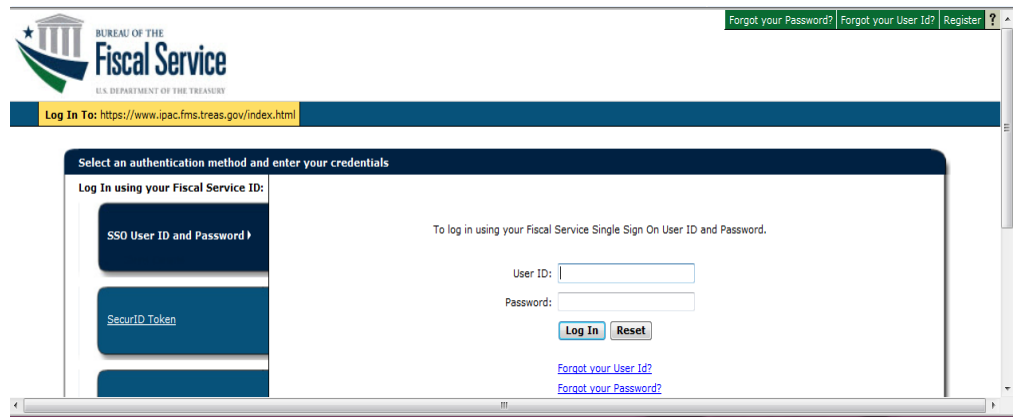 Forgot your Password? Forgot your User Id? Register ?
BUREAU OF THE
Fiscal Service
U.S. DEPARTMENT OF THE TREASURY
Log In To: https://www.ipac.fms.treas.gov/index.html
Select an authentication method and enter your credentials
Log In using your Fiscal Service ID:
SSO User ID and Password
To log in using your Fiscal Service Single Sign On User ID and Password.
User ID:
Password:
SecurID Token
Log In Reset
Forgot your User Id?
Forgot your Password?